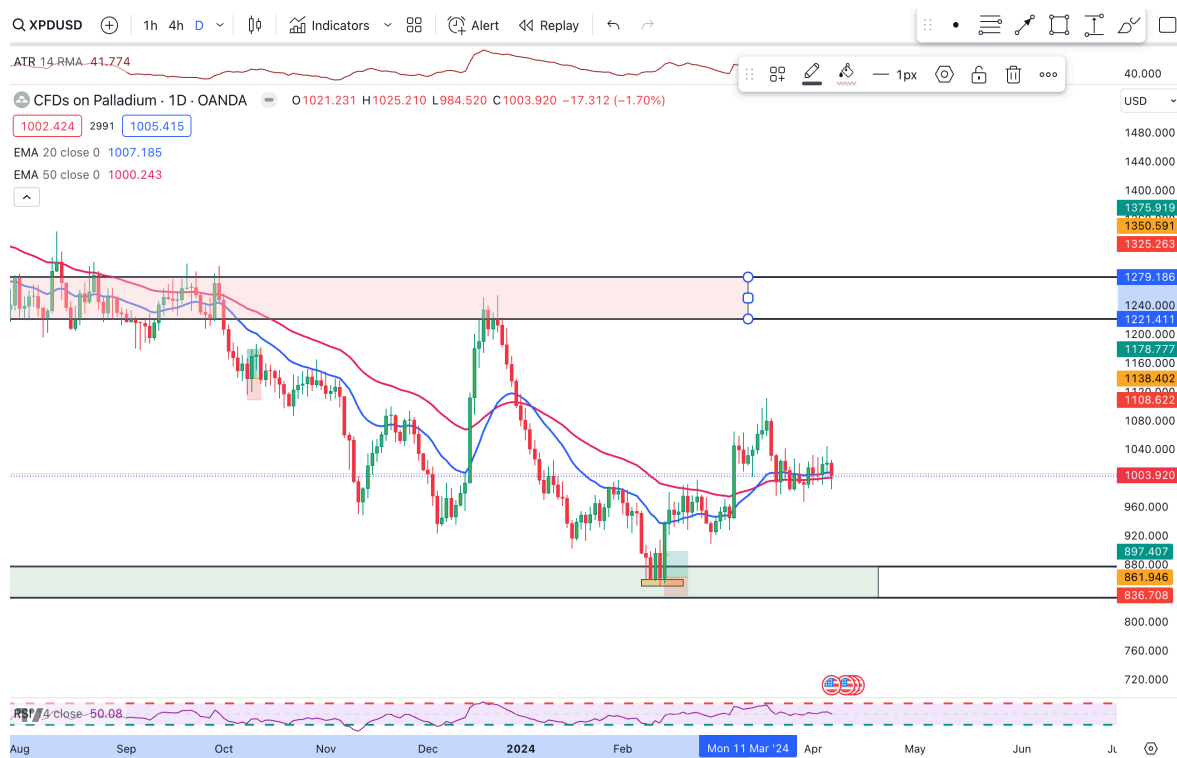 XPDUSD 1h 4h D Indicators Alert Replay
ATR 14 RMA 41.774
1px
40.000
CFDs on Palladium · 1D · OANDA O1021.231 H1025.210 L984.520 C1003.920 −17.312 (−1.70%)
USD
1002.424 2991 1005.415
EMA 20 close 0 1007.185
EMA 50 close 0 1000.243
1480.000
1440.000
1400.000
1375.919
1350.591
1325.263
1279.186
1240.000
1221.411
1200.000
1178.777
1160.000
1138.402
1108.622
1080.000
1040.000
1003.920
960.000
920.000
897.407
880.000
861.946
836.708
800.000
760.000
720.000
close 50.08
Aug Sep Oct Nov Dec 2024 Feb Mon 11 Mar '24 Apr May Jun